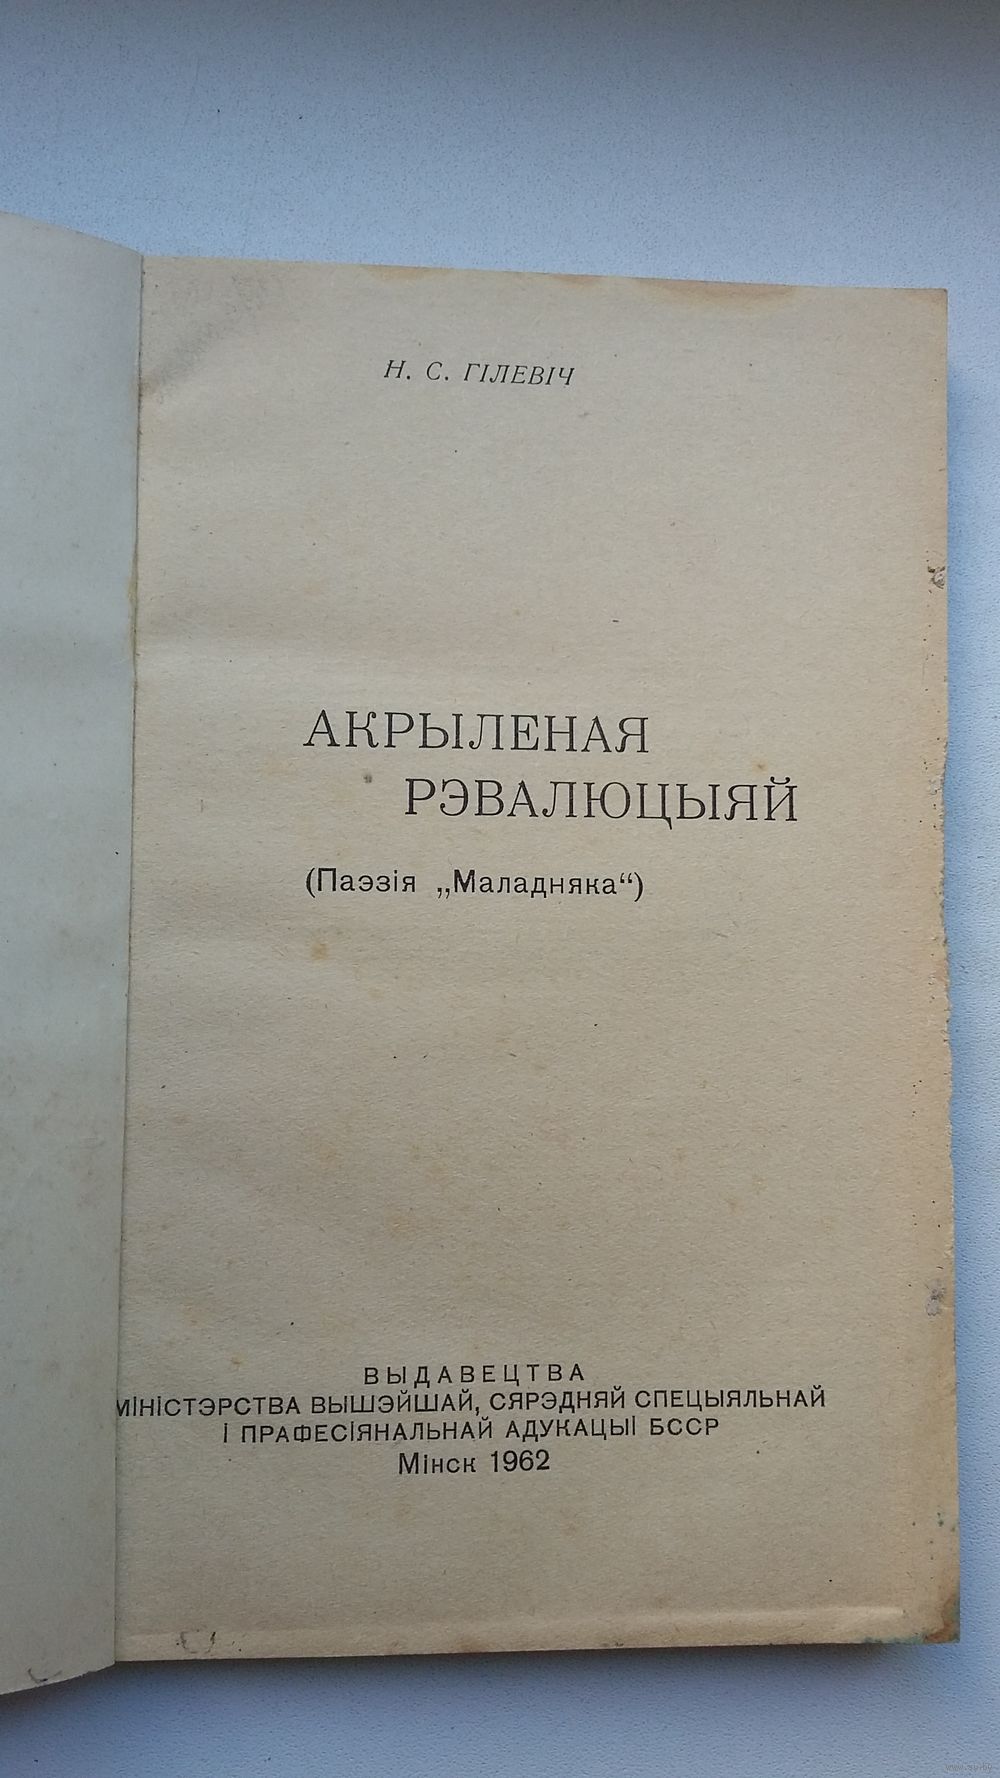 Н. С. ГІЛЕВІЧ
АКРЫЛЕНАЯ
РЭВАЛЮЦЫЯЙ
(Паэзія „Маладняка“)
ВЫДАВЕЦТВА
МІНІСТЭРСТВА ВЫШЭЙШАЙ, СЯРЭДНЯЙ СПЕЦЫЯЛЬНАЙ
І ПРАФЕСІЯНАЛЬНАЙ АДУКАЦЫІ БССР
Мінск 1962